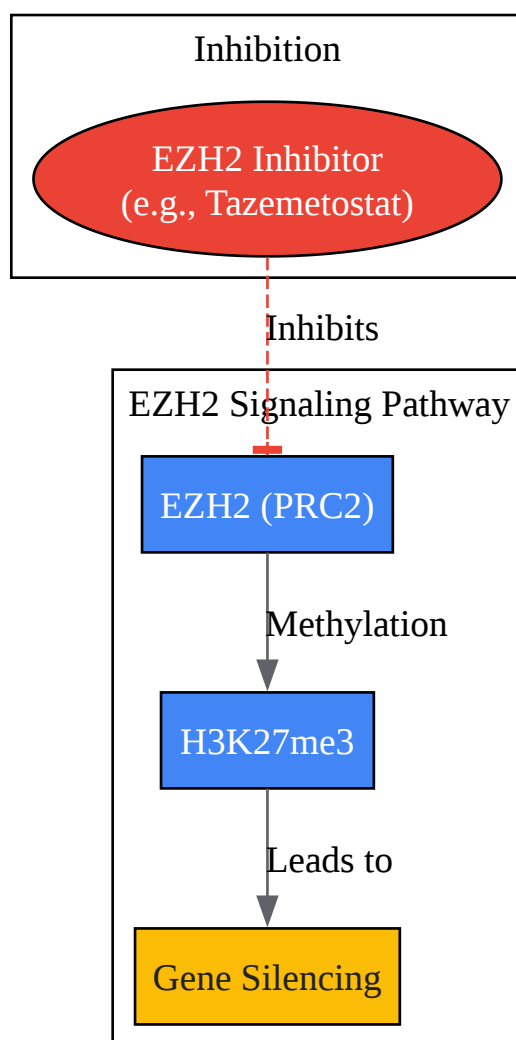 Inhibition
EZH2 Inhibitor
(e.g., Tazemetostat)
Inhibits
EZH2 Signaling Pathway
EZH2 (PRC2)
Methylation
H3K27me3
Leads to
Gene Silencing